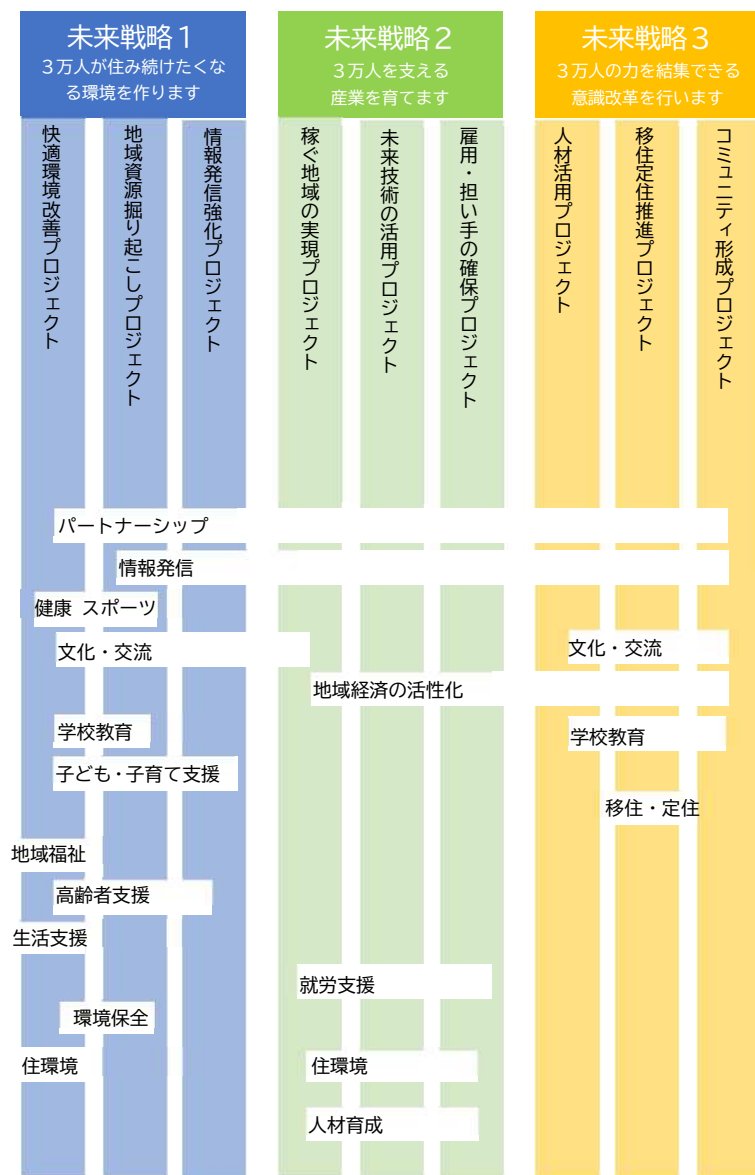 未来戦略１
３万人が住み続けたくな
る環境を作ります
未来戦略２
３万人を支える
産業を育てます
未来戦略３
３万人の力を結集できる
意識改革を行います
快適環境改善プロジェクト
地域資源掘り起こしプロジェクト
情報発信強化プロジェクト
稼ぐ地域の実現プロジェクト
未来技術の活用プロジェクト
雇用・担い手の確保プロジェクト
人材活用プロジェクト
移住定住推進プロジェクト
コミュニティ形成プロジェクト
パートナーシップ
情報発信
健康 スポーツ
文化・交流
文化・交流
地域経済の活性化
学校教育
学校教育
子ども・子育て支援
移住・定住
地域福祉
高齢者支援
生活支援
就労支援
環境保全
住環境
住環境
人材育成